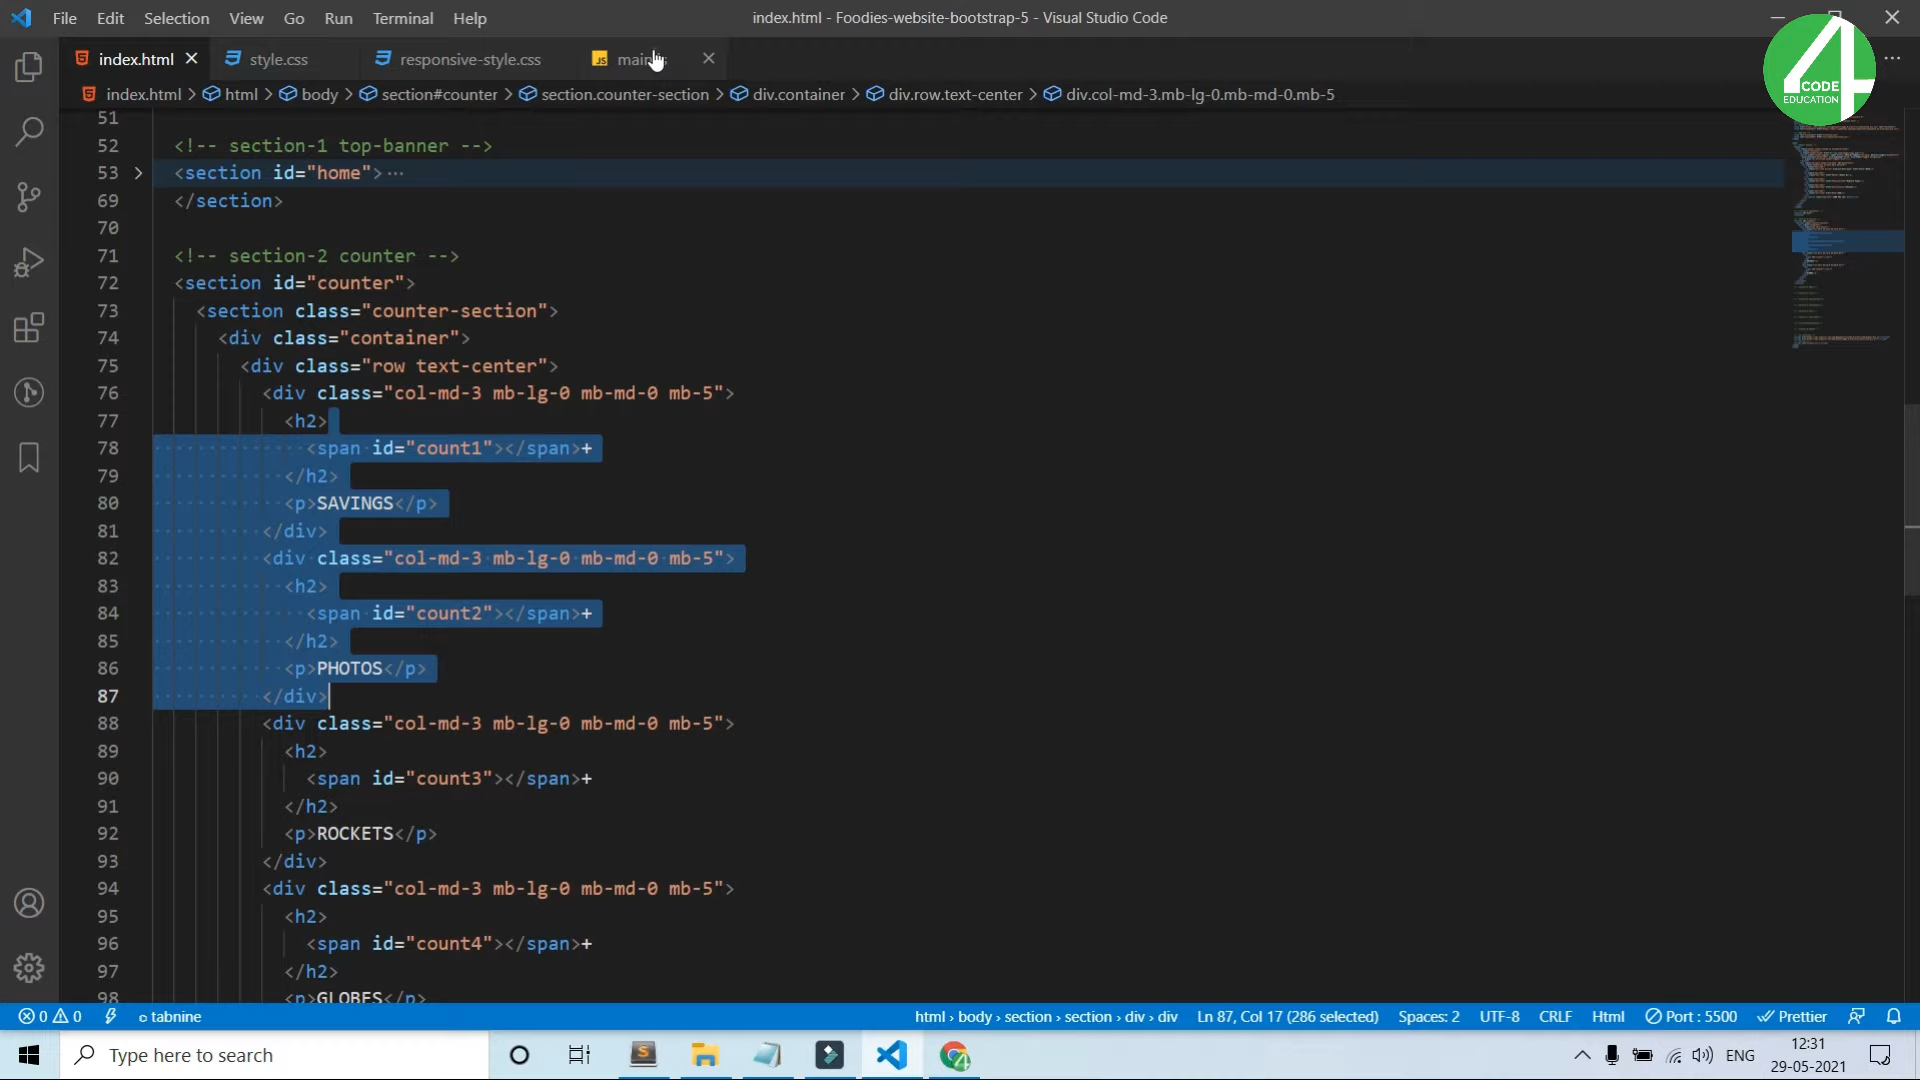 File Edit Selection View Go Run Terminal Help
index.html - Foodies-website-bootstrap-5 - Visual Studio Code
index.html style.css responsive-style.css
index.html > html > body > section#counter > section.counter-section > div.container > div.row.text-center > div.col-md-3.mb-lg-0.mb-md-0.mb-5
4
CODE
EDUCATION
51
52 <!-- section-1 top-banner -->
53 <section id="home"> ...
69 </section>
70
71 <!-- section-2 counter -->
72 <section id="counter">
73 <section class="counter-section">
74 <div class="container">
75 <div class="row text-center">
76 <div class="col-md-3 mb-lg-0 mb-md-0 mb-5">
77 <h2>
78 <span id="count1"></span>+
79 </h2>
80 <p>SAVINGS</p>
81 </div>
82 <div class="col-md-3 mb-lg-0 mb-md-0 mb-5">
83 <h2>
84 <span id="count2"></span>+
85 </h2>
86 <p>PHOTOS</p>
87 </div>
88 <div class="col-md-3 mb-lg-0 mb-md-0 mb-5">
89 <h2>
90 <span id="count3"></span>+
91 </h2>
92 <p>ROCKETS</p>
93 </div>
94 <div class="col-md-3 mb-lg-0 mb-md-0 mb-5">
95 <h2>
96 <span id="count4"></span>+
97 </h2>
98 <p>GLOBES</p>
0 0 tabnine html > body > section > section > div > div Ln 87, Col 17 (286 selected) Spaces: 2 UTF-8 CRLF Html Port : 5500 Prettier
Type here to search
ENG
12:31
29-05-2021